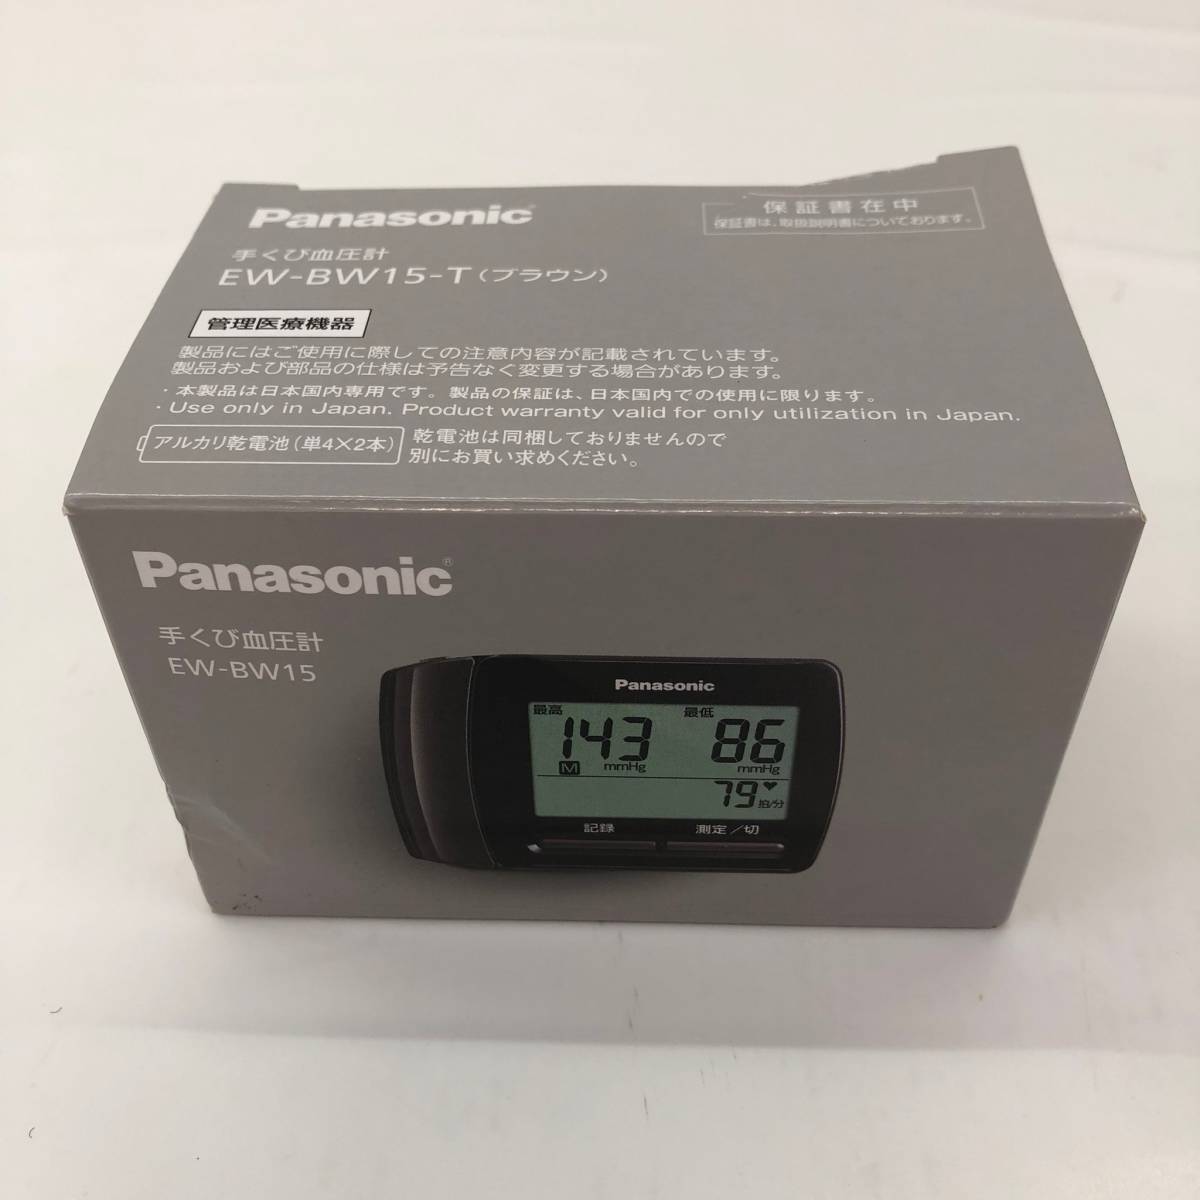 Panasonic
手くび血圧計
EW-BW15-T(ブラウン)
保証書在中
保証書は、取扱説明書についております。
管理医療機器
製品にはご使用に際しての注意内容が記載されています。
製品および部品の仕様は予告なく変更する場合があります。
・本製品は日本国内専用です。製品の保証は、日本国内での使用に限ります。
・Use only in Japan. Product warranty valid for only utilization in Japan.
アルカリ乾電池(単4×2本)
乾電池は同梱しておりませんので
別にお買い求めください。
Panasonic®
手くび血圧計
EW-BW15
Panasonic
最高 最低
143 86
M mmHg mmHg
79 ♥ 拍/分
記録 測定/切